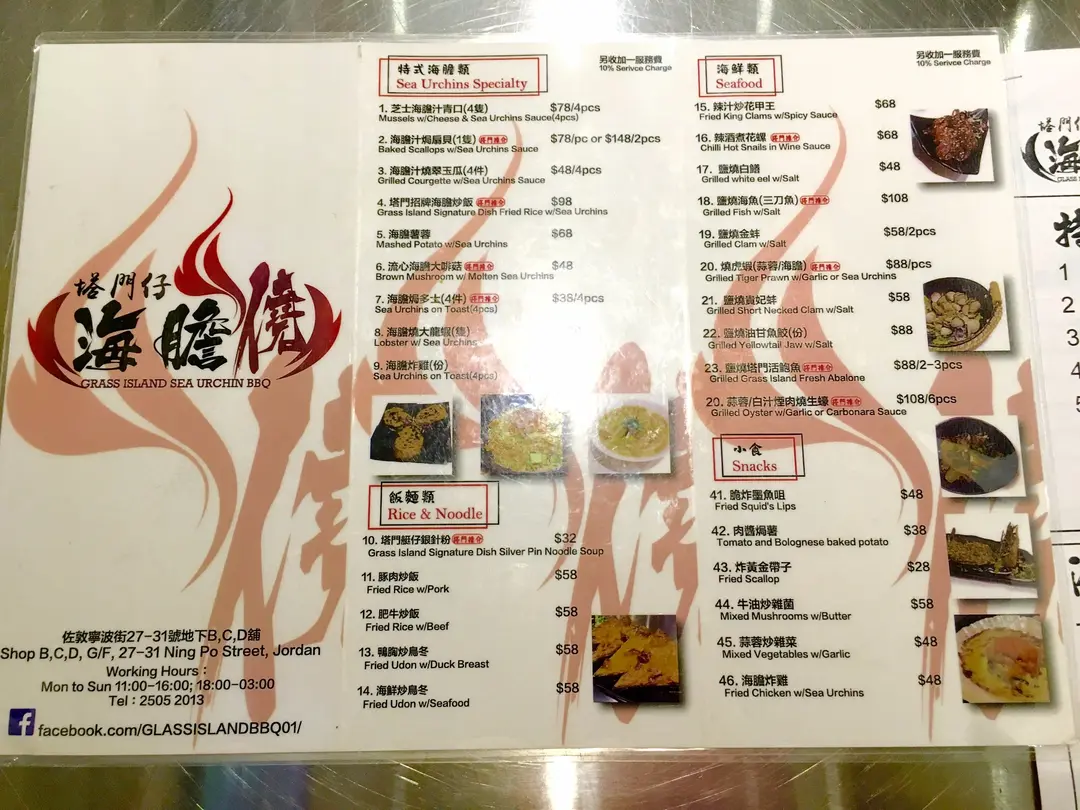 塔門仔
海膽燒
GRASS ISLAND SEA URCHIN BBQ
佐敦寧波街27-31號地下B,C,D舖
Shop B,C,D, G/F, 27-31 Ning Po Street, Jordan
Working Hours :
Mon to Sun 11:00-16:00; 18:00-03:00
Tel : 2505 2013
facebook.com/GLASSISLANDBBQ01/
特式海膽類
Sea Urchins Specialty
另收加一服務費
10% Serivce Charge
1. 芝士海膽汁青口(4隻) $78/4pcs
Mussels w/Cheese & Sea Urchins Sauce(4pcs)
2. 海膽汁焗扇貝(1隻) $78/pc or $148/2pcs
Baked Scallops w/Sea Urchins Sauce
3. 海膽汁燒翠玉瓜(4件) $48/4pcs
Grilled Courgette w/Sea Urchins Sauce
4. 塔門招牌海膽炒飯 $98
Grass Island Signature Dish Fried Rice w/Sea Urchins
5. 海膽薯蓉 $68
Mashed Potato w/Sea Urchins
6. 流心海膽大啡菇 $48
Brown Mushroom w/ Molten Sea Urchins
7. 海膽焗多士(4件) $38/4pcs
Sea Urchins on Toast(4pcs)
8. 海膽燒大龍蝦(隻)
Lobster w/Sea Urchins
9. 海膽炸雞(份)
Sea Urchins on Toast(4pcs)
飯麵類
Rice & Noodle
10. 塔門艇仔銀針粉 $32
Grass Island Signature Dish Silver Pin Noodle Soup
11. 豚肉炒飯 $58
Fried Rice w/Pork
12. 肥牛炒飯 $58
Fried Rice w/Beef
13. 鴨胸炒烏冬 $58
Fried Udon w/Duck Breast
14. 海鮮炒烏冬 $58
Fried Udon w/Seafood
海鮮類
Seafood
另收加一服務費
10% Serivce Charge
15. 辣汁炒花甲王 $68
Fried King Clams w/Spicy Sauce
16. 辣酒煮花螺 $68
Chilli Hot Snails in Wine Sauce
17. 鹽燒白鱔 $48
Grilled white eel w/Salt
18. 鹽燒海魚(三刀魚) $108
Grilled Fish w/Salt
19. 鹽燒金蚌 $58/2pcs
Grilled Clam w/Salt
20. 燒虎蝦(蒜蓉/海膽) $88/pcs
Grilled Tiger Prawn w/Garlic or Sea Urchins
21. 鹽燒貴妃蚌 $58
Grilled Short Necked Clam w/Salt
22. 鹽燒油甘魚鮫(份) $88
Grilled Yellowtail Jaw w/Salt
23. 鹽燒塔門活鮑魚 $88/2-3pcs
Grilled Grass Island Fresh Abalone
20. 蒜蓉/白汁煙肉燒生蠔 $108/6pcs
Grilled Oyster w/Garlic or Carbonara Sauce
小食
Snacks
41. 脆炸墨魚咀 $48
Fried Squid's Lips
42. 肉醬焗薯 $38
Tomato and Bolognese baked potato
43. 炸黃金帶子 $28
Fried Scallop
44. 牛油炒雜菌 $58
Mixed Mushrooms w/Butter
45. 蒜蓉炒雜菜 $48
Mixed Vegetables w/Garlic
46. 海膽炸雞 $48
Fried Chicken w/Sea Urchins
塔門仔
海
GRASS
1
2
3
4
5